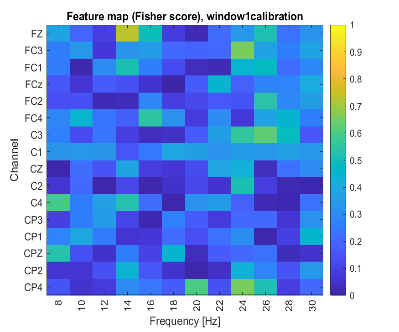 Feature map (Fisher score), window1calibration
FZ
FC3
FC1
FCz
FC2
FC4
C3
C1
CZ
C2
C4
CP3
CP1
CPZ
CP2
CP4
Channel
8 10 12 14 16 18 20 22 24 26 28 30
Frequency [Hz]
1
0.9
0.8
0.7
0.6
0.5
0.4
0.3
0.2
0.1
0